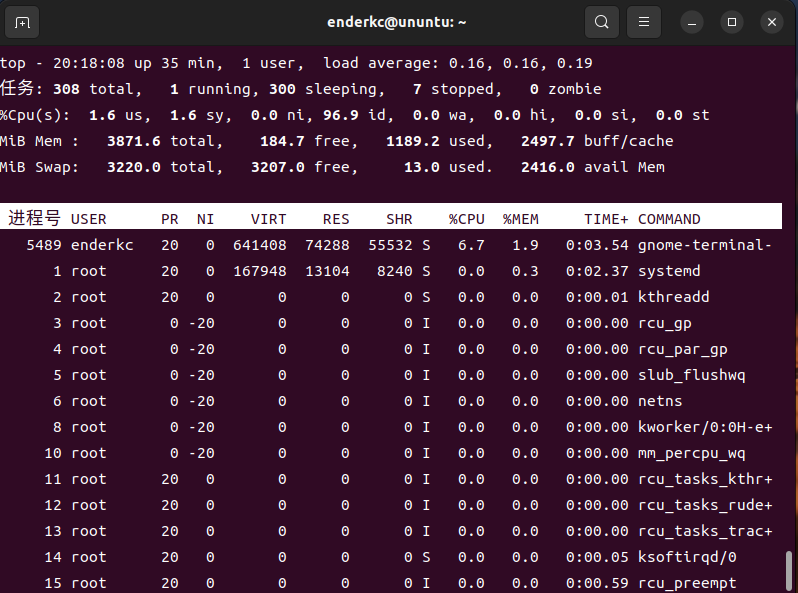 enderkc@ununtu: ~
top - 20:18:08 up 35 min,  1 user,  load average: 0.16, 0.16, 0.19
任务: 308 total,   1 running, 300 sleeping,   7 stopped,   0 zombie
%Cpu(s):  1.6 us,  1.6 sy,  0.0 ni, 96.9 id,  0.0 wa,  0.0 hi,  0.0 si,  0.0 st
MiB Mem :   3871.6 total,    184.7 free,   1189.2 used,   2497.7 buff/cache
MiB Swap:   3220.0 total,   3207.0 free,     13.0 used.   2416.0 avail Mem
进程号 USER      PR  NI    VIRT    RES    SHR    %CPU  %MEM     TIME+ COMMAND
5489 enderkc   20   0  641408  74288  55532 S   6.7   1.9   0:03.54 gnome-terminal-
1 root      20   0  167948  13104   8240 S   0.0   0.3   0:02.37 systemd
2 root      20   0       0      0      0 S   0.0   0.0   0:00.01 kthreadd
3 root       0 -20       0      0      0 I   0.0   0.0   0:00.00 rcu_gp
4 root       0 -20       0      0      0 I   0.0   0.0   0:00.00 rcu_par_gp
5 root       0 -20       0      0      0 I   0.0   0.0   0:00.00 slub_flushwq
6 root       0 -20       0      0      0 I   0.0   0.0   0:00.00 netns
8 root       0 -20       0      0      0 I   0.0   0.0   0:00.00 kworker/0:0H-e+
10 root       0 -20       0      0      0 I   0.0   0.0   0:00.00 mm_percpu_wq
11 root      20   0       0      0      0 I   0.0   0.0   0:00.00 rcu_tasks_kthr+
12 root      20   0       0      0      0 I   0.0   0.0   0:00.00 rcu_tasks_rude+
13 root      20   0       0      0      0 I   0.0   0.0   0:00.00 rcu_tasks_trac+
14 root      20   0       0      0      0 S   0.0   0.0   0:00.05 ksoftirqd/0
15 root      20   0       0      0      0 I   0.0   0.0   0:00.59 rcu_preempt